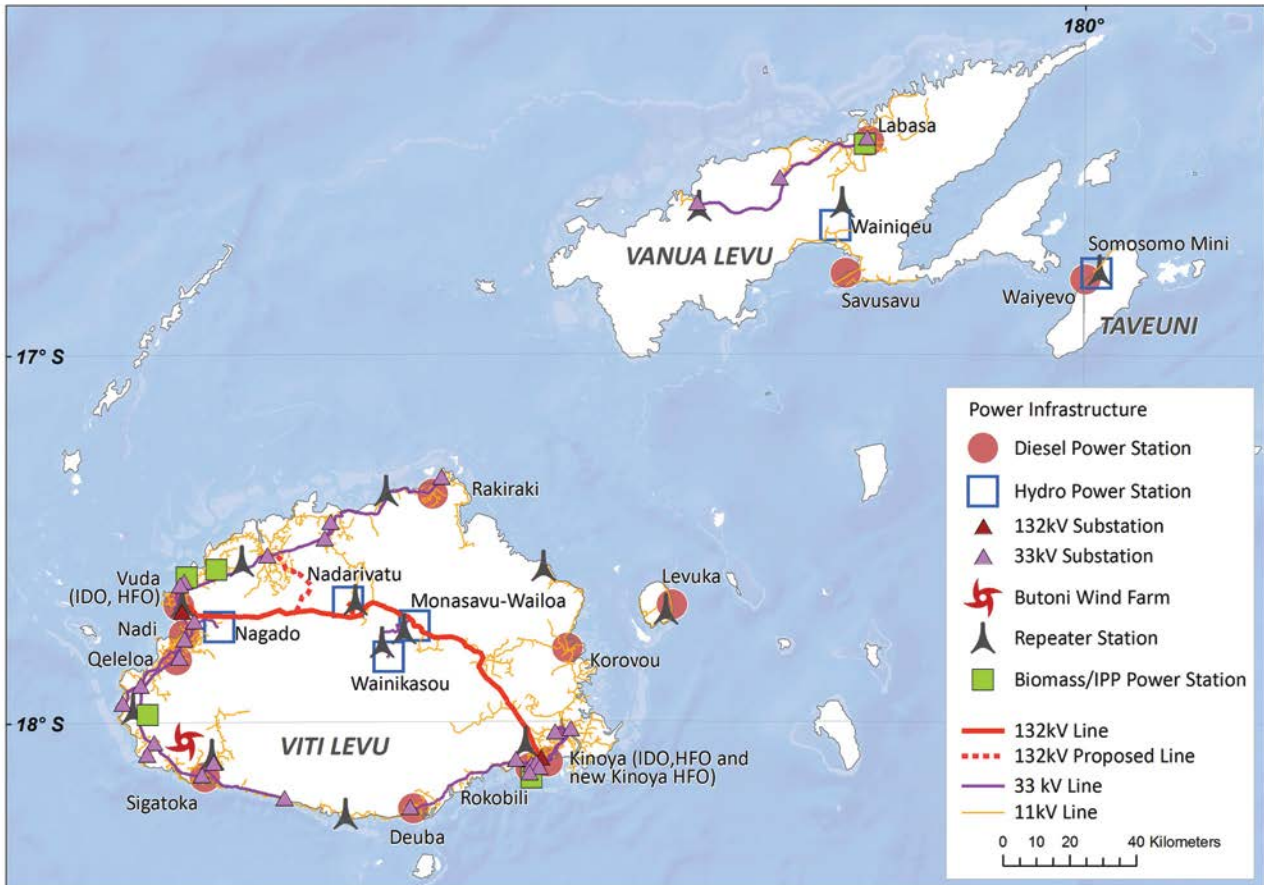 180°
Labasa
Wainiqeu
VANUA LEVU
Somosomo Mini
Savusavu
Waiyevo
TAVEUNI
17° S
Rakiraki
Vuda
(IDO, HFO)
Nadarivatu
Monasavu-Wailoa
Levuka
Nadi
Nagado
Qeleloa
Korovou
Wainikasou
18° S
VITI LEVU
Kinoya (IDO,HFO and
new Kinoya HFO)
Sigatoka
Rokobili
Deuba
Power Infrastructure
Diesel Power Station
Hydro Power Station
132kV Substation
33kV Substation
Butoni Wind Farm
Repeater Station
Biomass/IPP Power Station
132kV Line
132kV Proposed Line
33 kV Line
11kV Line
0 10 20 40 Kilometers